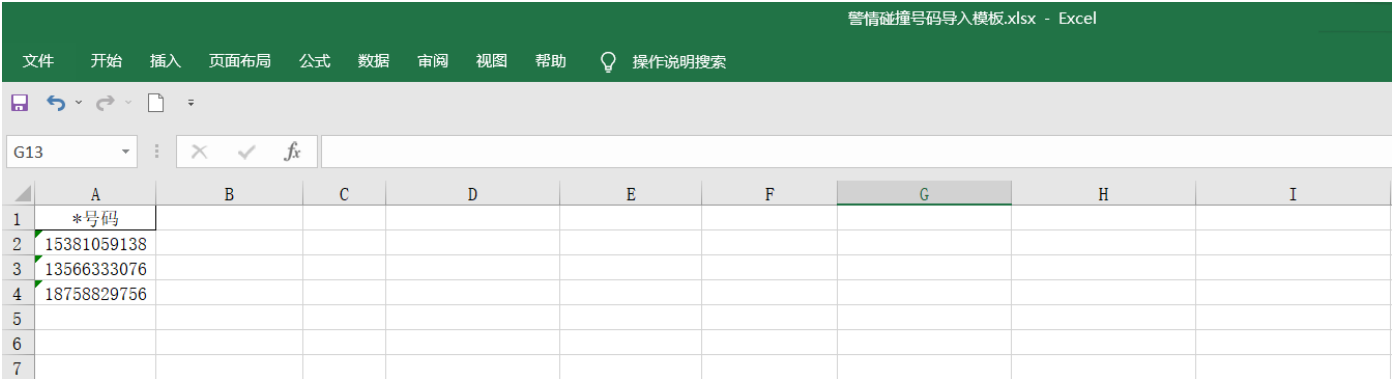 警情碰撞号码导入模板.xlsx - Excel
文件 开始 插入 页面布局 公式 数据 审阅 视图 帮助 操作说明搜索
G13 fx
A B C D E F G H I
1 *号码
2 15381059138
3 13566333076
4 18758829756
5
6
7